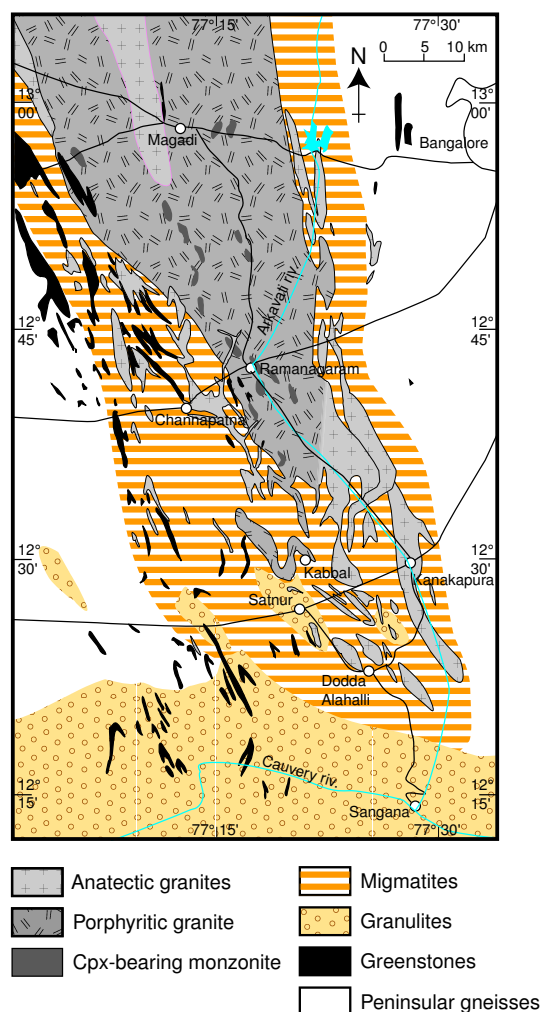 77° 15'
77° 30'
N
0 5 10 km
13°
00'
13°
00'
Magadi
Bangalore
Arkavati riv.
12°
45'
12°
45'
Ramanagaram
Channapatna
12°
30'
12°
30'
Kabbal
Kanakapura
Satnur
Dodda
Alahalli
Cauvery riv.
12°
15'
12°
15'
Sangana
77° 15'
77° 30'
Anatectic granites
Migmatites
Porphyritic granite
Granulites
Cpx-bearing monzonite
Greenstones
Peninsular gneisses